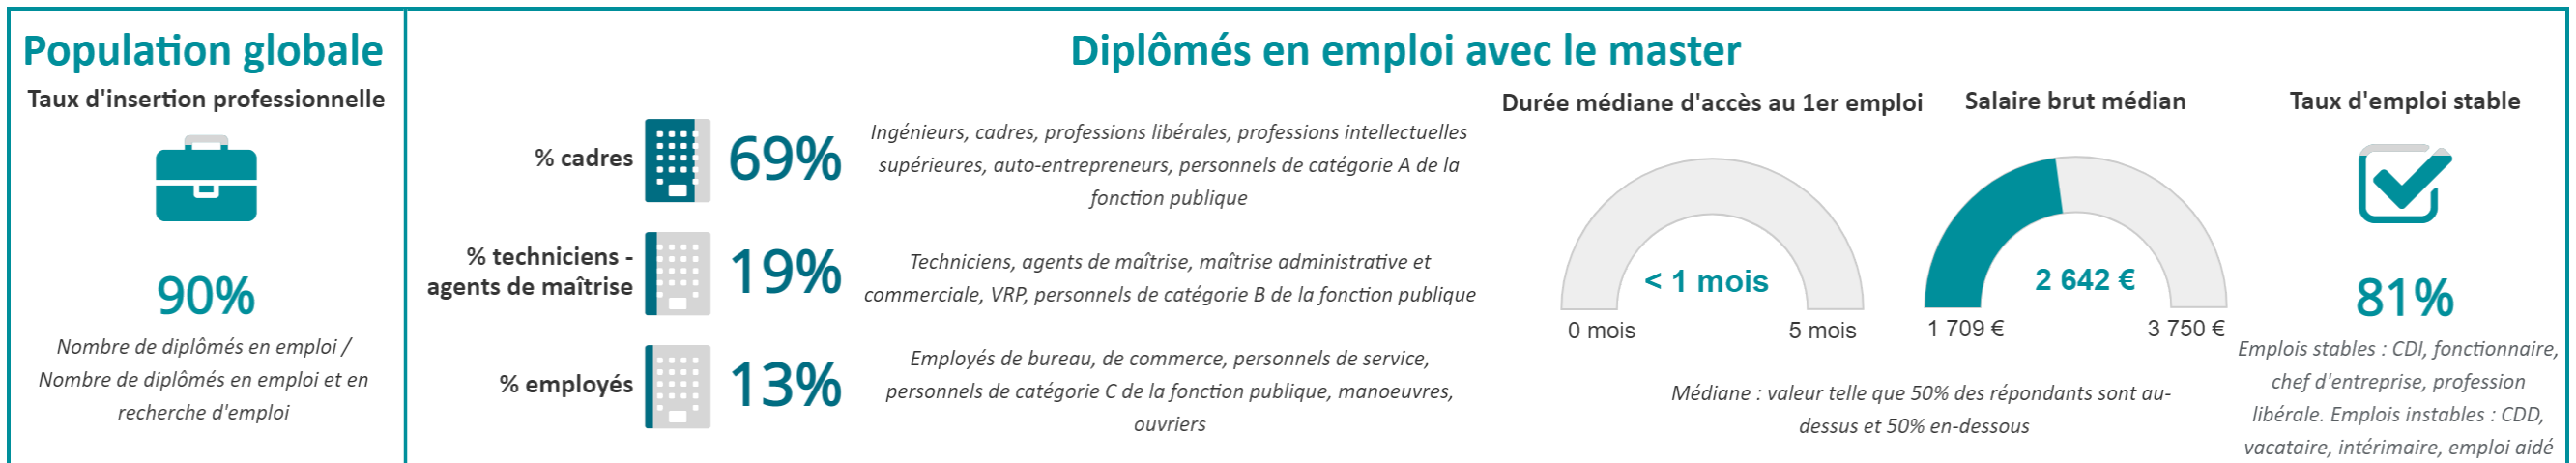 Population globale
Taux d'insertion professionnelle
90%
Nombre de diplômés en emploi /
Nombre de diplômés en emploi et en
recherche d'emploi
Diplômés en emploi avec le master
% cadres
69%
Ingénieurs, cadres, professions libérales, professions intellectuelles
supérieures, auto-entrepreneurs, personnels de catégorie A de la
fonction publique
% techniciens -
agents de maîtrise
19%
Techniciens, agents de maîtrise, maîtrise administrative et
commerciale, VRP, personnels de catégorie B de la fonction publique
% employés
13%
Employés de bureau, de commerce, personnels de service,
personnels de catégorie C de la fonction publique, manoeuvres,
ouvriers
Durée médiane d'accès au 1er emploi
< 1 mois
0 mois
5 mois
Salaire brut médian
2 642 €
1 709 €
3 750 €
Médiane : valeur telle que 50% des répondants sont au-
dessus et 50% en-dessous
Taux d'emploi stable
81%
Emplois stables : CDI, fonctionnaire,
chef d'entreprise, profession
libérale. Emplois instables : CDD,
vacataire, intérimaire, emploi aidé